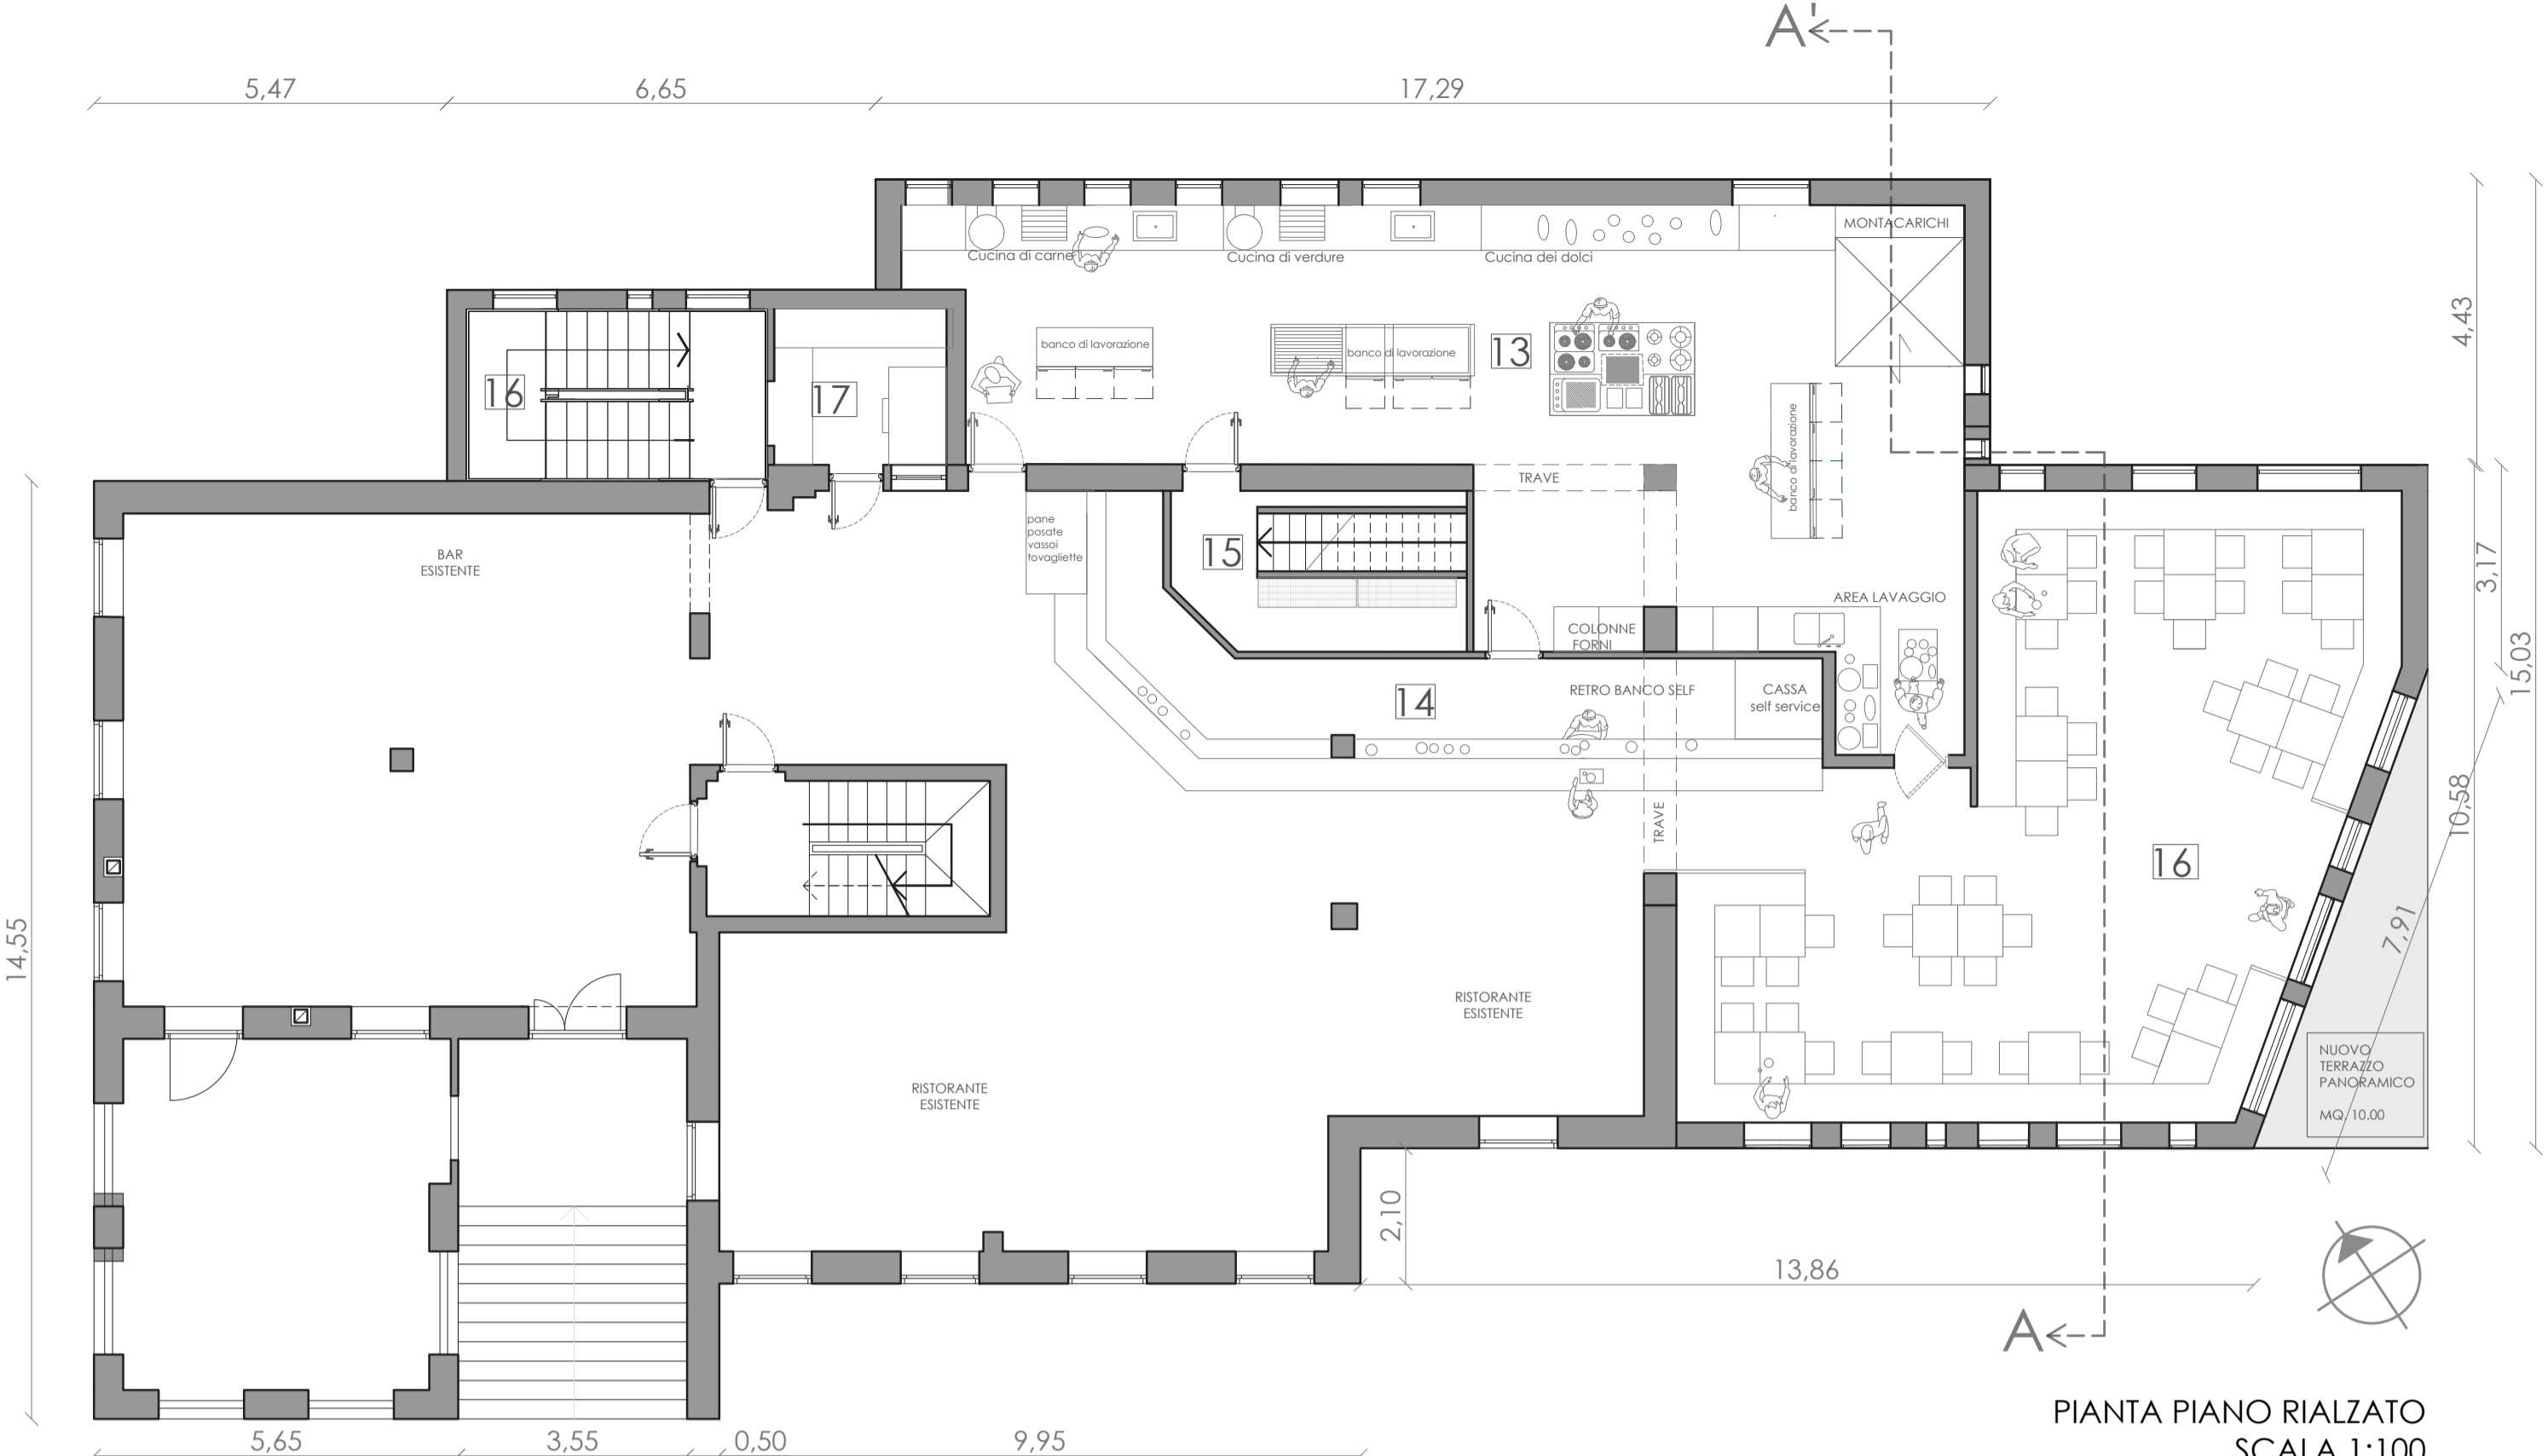 A'
5,47
6,65
17,29
MONTACARICHI
Cucina di carne
Cucina di verdure
Cucina dei dolci
4,43
banco di lavorazione
banco di lavorazione
13
16
17
banco di lavorazione
TRAVE
pane
posate
vassoi
tovagliette
15
BAR
ESISTENTE
3,17
AREA LAVAGGIO
COLONNE
FORNI
15,03
14
RETRO BANCO SELF
CASSA
self service
TRAVE
10,58
16
14,55
7,91
RISTORANTE
ESISTENTE
RISTORANTE
ESISTENTE
NUOVO
TERRAZZO
PANORAMICO
MQ. 10.00
2,10
13,86
A
PIANTA PIANO RIALZATO
SCALA 1:100
5,65
3,55
0,50
9,95